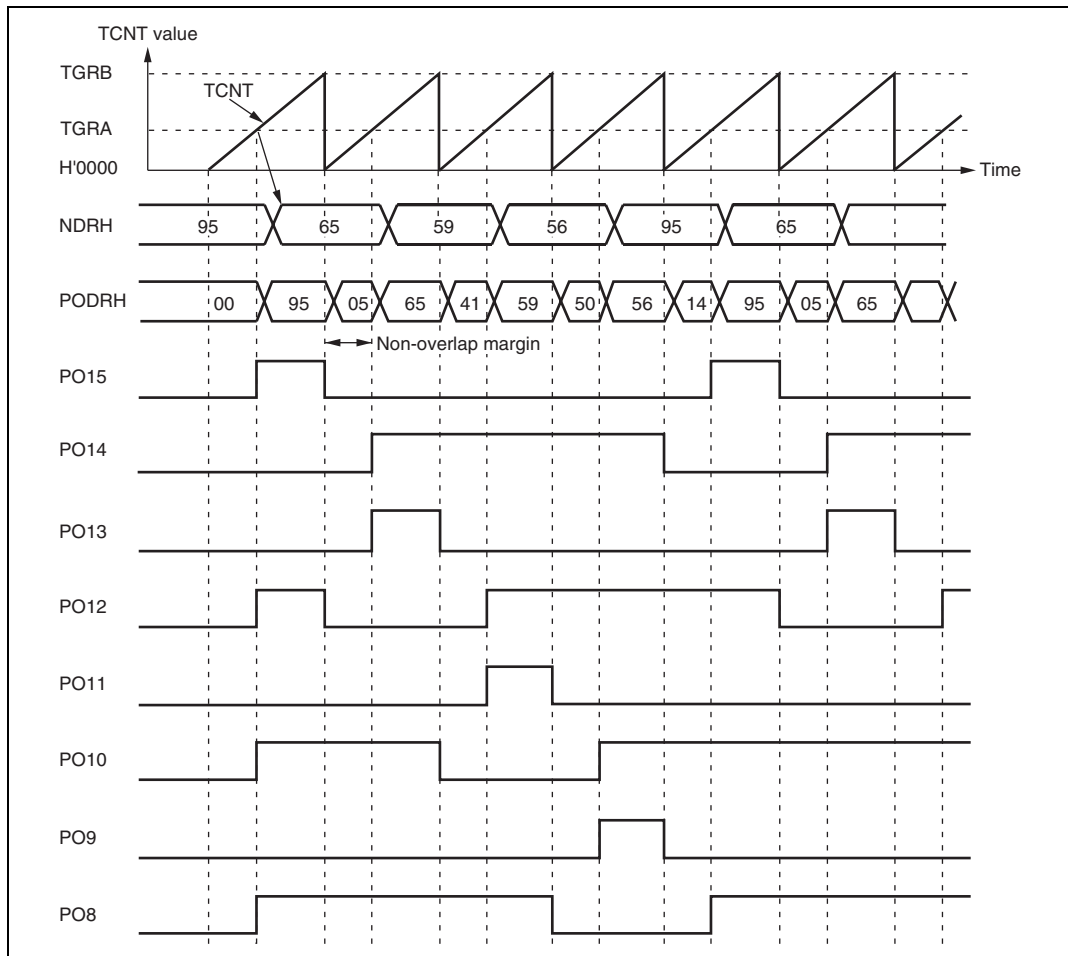 TCNT value
TGRB
TCNT
TGRA
H'0000
Time
NDRH 95 65 59 56 95 65
PODRH 00 95 05 65 41 59 50 56 14 95 05 65
Non-overlap margin
PO15
PO14
PO13
PO12
PO11
PO10
PO9
PO8